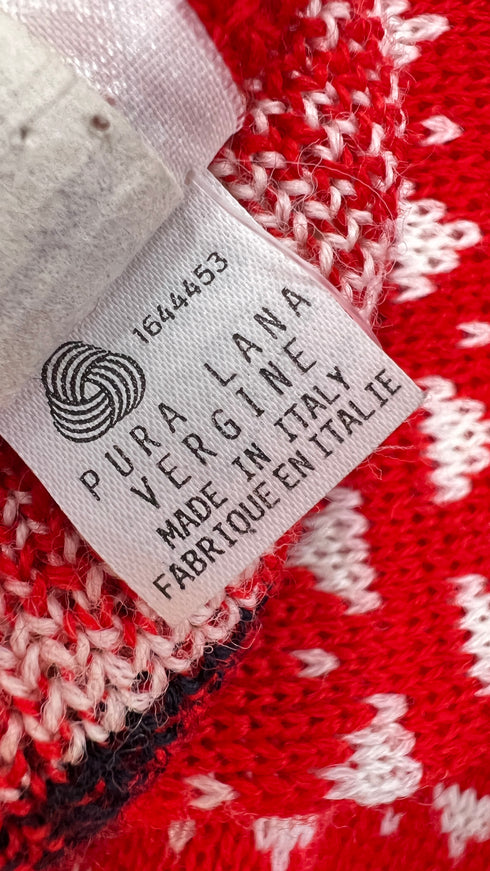 1644453
PURA LANA
VERGINE
MADE IN ITALY
FABRIQUE EN ITALIE